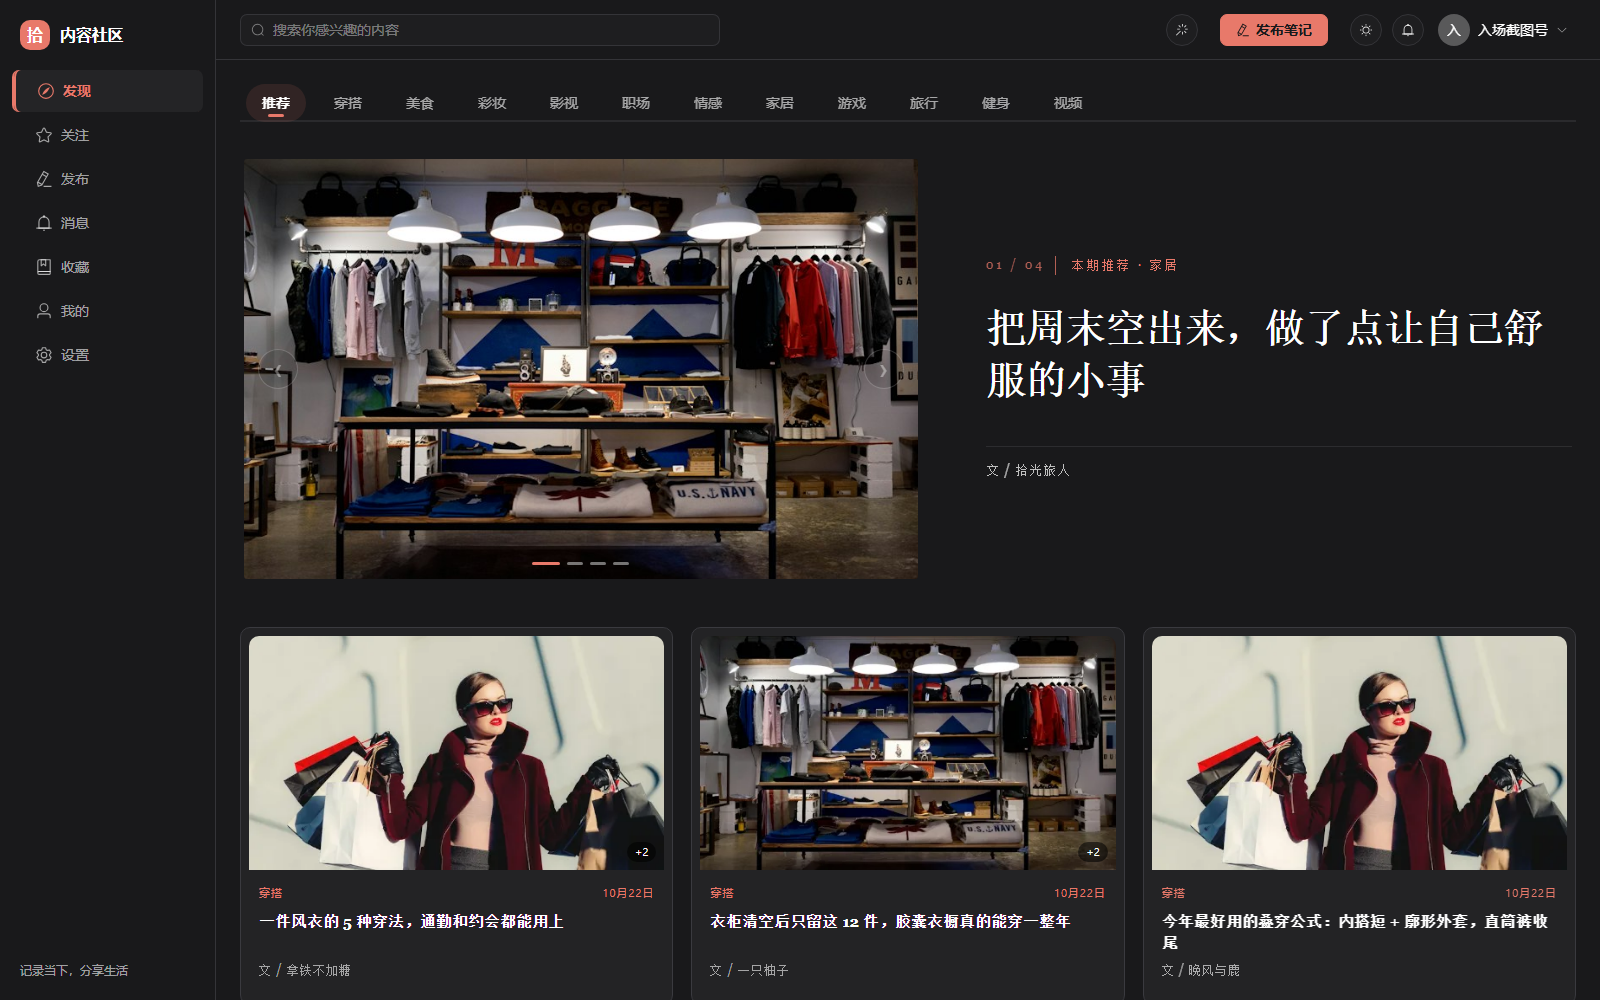 拾 内容社区
搜索你感兴趣的内容
发布笔记
入 入场截图号
发现
关注
发布
消息
收藏
我的
设置
记录当下，分享生活
推荐 穿搭 美食 彩妆 影视 职场 情感 家居 游戏 旅行 健身 视频
BAGGAGE
M
U.S. NAVY
01 / 04 本期推荐 · 家居
把周末空出来，做了点让自己舒
服的小事
文 / 拾光旅人
+2
穿搭 10月22日
一件风衣的 5 种穿法，通勤和约会都能用上
文 / 拿铁不加糖
M
U.S. NAVY
+2
穿搭 10月22日
衣柜清空后只留这 12 件，胶囊衣橱真的能穿一整年
文 / 一只柚子
穿搭 10月22日
今年最好用的叠穿公式：内搭短 + 廓形外套，直筒裤收
尾
文 / 晚风与鹿